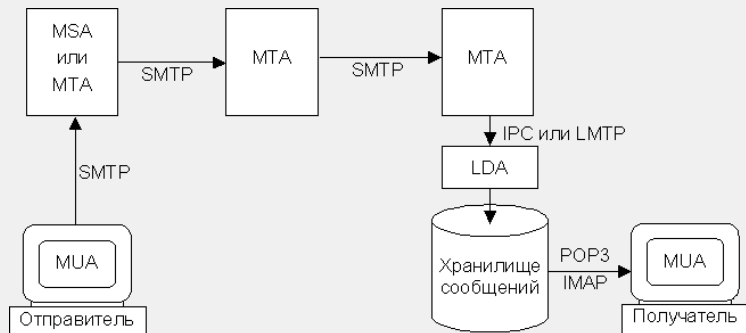 MSA
или
MTA
SMTP
MTA
SMTP
MTA
IPC или LMTP
LDA
SMTP
MUA
Отправитель
Хранилище
сообщений
POP3
IMAP
MUA
Получатель